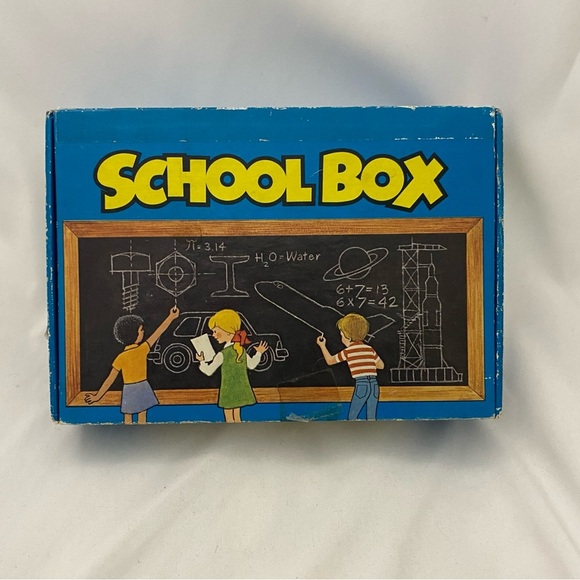 SCHOOL BOX
π = 3.14
H₂O = Water
6+7=13
6x7=42